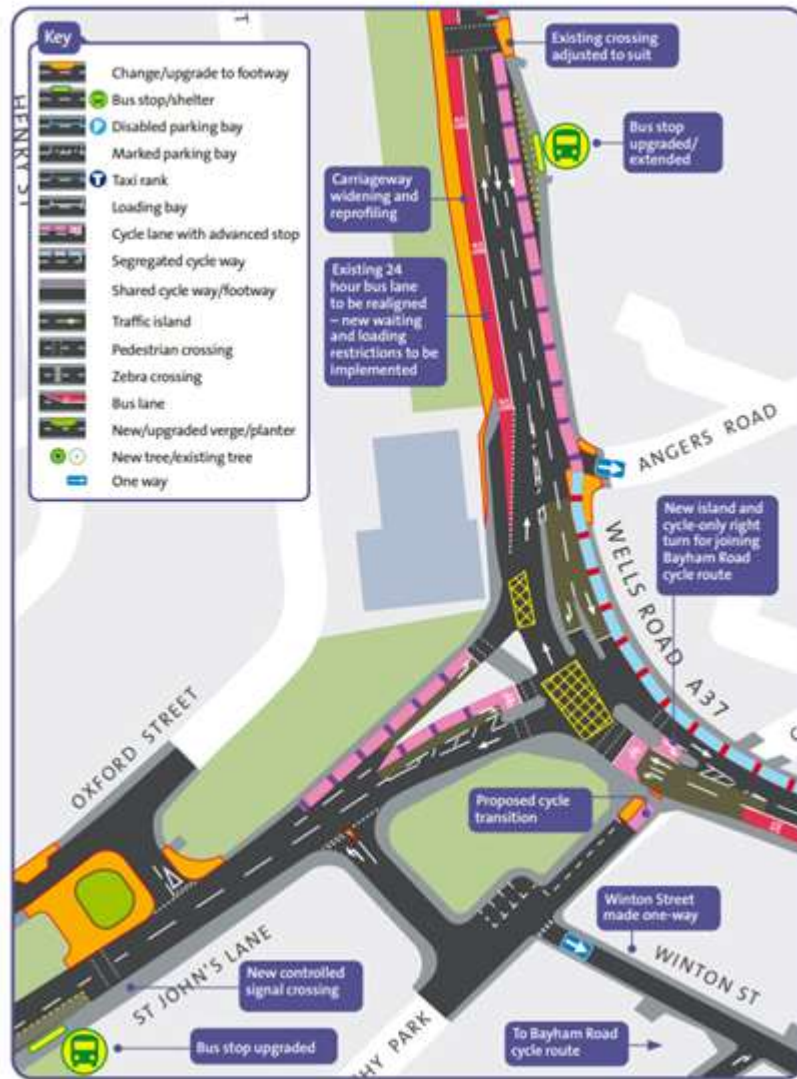 Key
Change/upgrade to footway
Bus stop/shelter
Disabled parking bay
Marked parking bay
Taxi rank
Loading bay
Cycle lane with advanced stop
Segregated cycle way
Shared cycle way/footway
Traffic island
Pedestrian crossing
Zebra crossing
Bus lane
New/upgraded verge/planter
New tree/existing tree
One way
HENRY ST
T
Existing crossing
adjusted to suit
Bus stop
upgraded/
extended
Carriageway
widening and
reprofiling
Existing 24
hour bus lane
to be realigned
– new waiting
and loading
restrictions to be
implemented
ANGERS ROAD
New island and
cycle-only right
turn for joining
Bayham Road
cycle route
WELLS ROAD A37
OXFORD STREET
Proposed cycle
transition
Winton Street
made one-way
WINTON ST
ST JOHN'S LANE
New controlled
signal crossing
Bus stop upgraded
HY PARK
To Bayham Road
cycle route